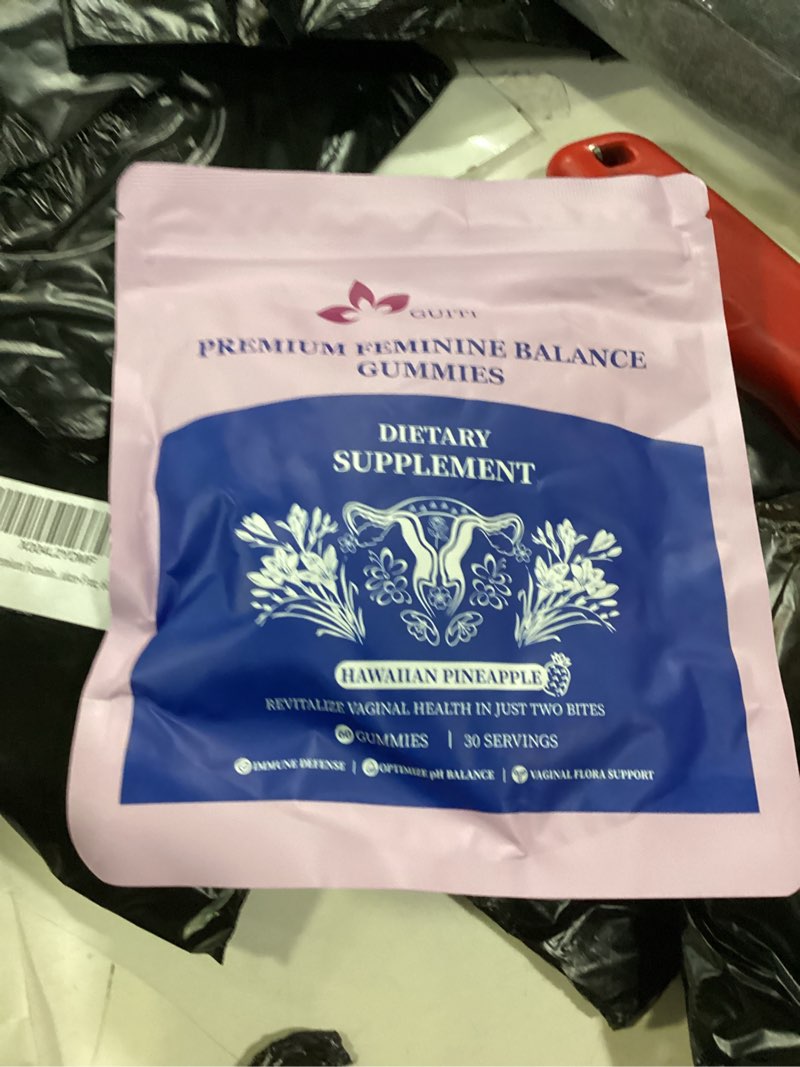 GUITI
PREMIUM FEMININE BALANCE
GUMMIES
DIETARY
SUPPLEMENT
HAWAIIAN PINEAPPLE
REVITALIZE VAGINAL HEALTH IN JUST TWO BITES
60 GUMMIES | 30 SERVINGS
IMMUNE DEFENSE | OPTIMIZE pH BALANCE | VAGINAL FLORA SUPPORT